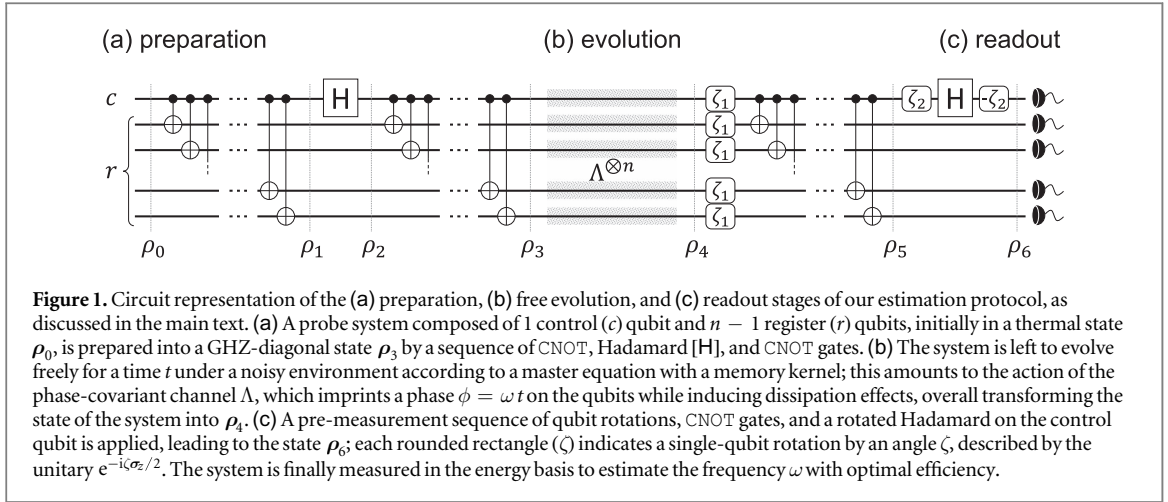 (a) preparation (b) evolution (c) readout
c H ζ₁ ζ₂ H -ζ₂
ζ₁
ζ₁
r Λ^⊗n
ζ₁
ζ₁
ρ₀ ρ₁ ρ₂ ρ₃ ρ₄ ρ₅ ρ₆
Figure 1. Circuit representation of the (a) preparation, (b) free evolution, and (c) readout stages of our estimation protocol, as
discussed in the main text. (a) A probe system composed of 1 control (c) qubit and n − 1 register (r) qubits, initially in a thermal state
ρ₀, is prepared into a GHZ-diagonal state ρ₃ by a sequence of CNOT, Hadamard [H], and CNOT gates. (b) The system is left to evolve
freely for a time t under a noisy environment according to a master equation with a memory kernel; this amounts to the action of the
phase-covariant channel Λ, which imprints a phase ϕ = ω t on the qubits while inducing dissipation effects, overall transforming the
state of the system into ρ₄. (c) A pre-measurement sequence of qubit rotations, CNOT gates, and a rotated Hadamard on the control
qubit is applied, leading to the state ρ₆; each rounded rectangle (ζ) indicates a single-qubit rotation by an angle ζ, described by the
unitary e^−iζσ_z/2. The system is finally measured in the energy basis to estimate the frequency ω with optimal efficiency.